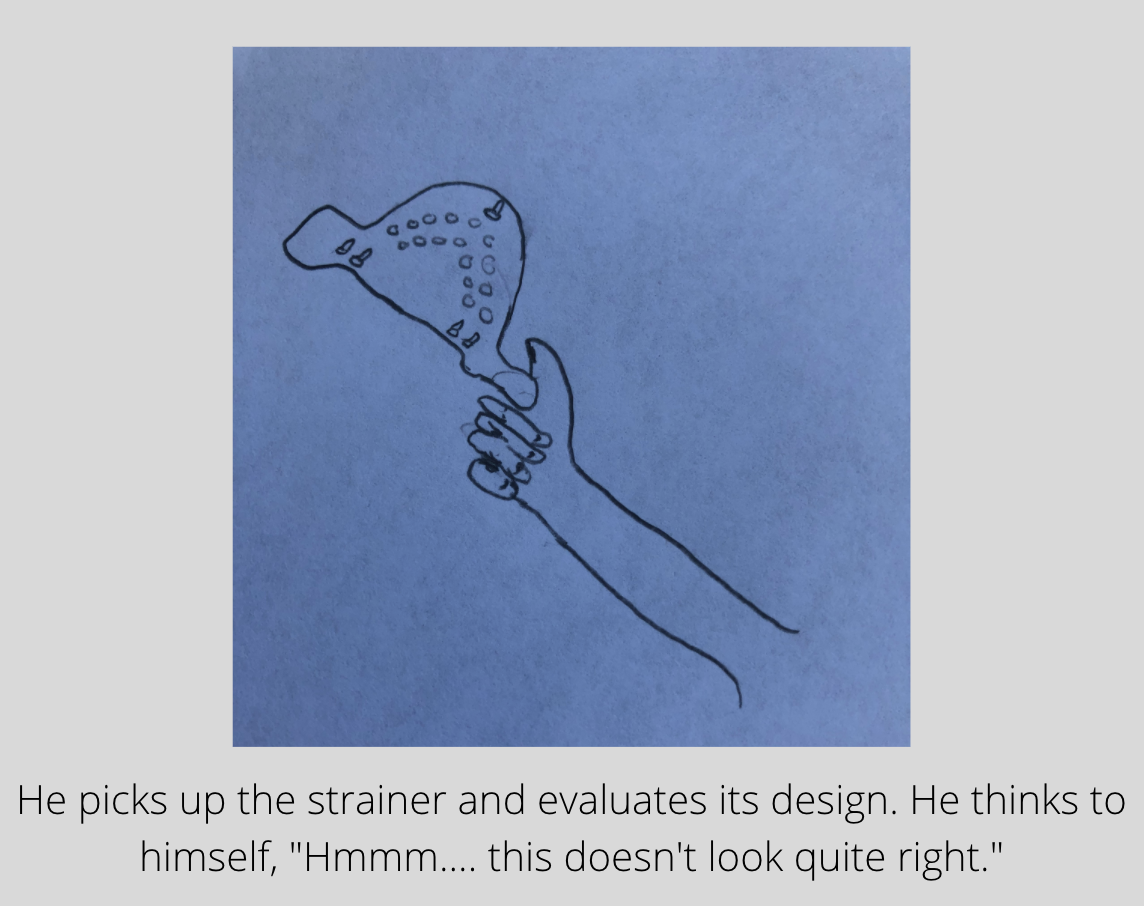 He picks up the strainer and evaluates its design. He thinks to
himself, "Hmmm.... this doesn't look quite right."